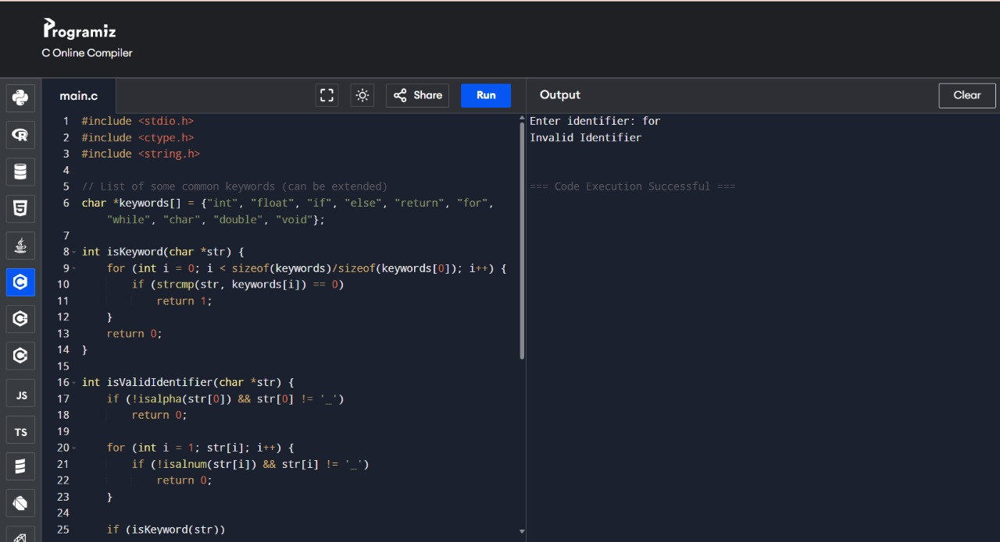 Programiz
C Online Compiler
main.c
Share
Run
Output
Clear
1 #include <stdio.h>
2 #include <ctype.h>
3 #include <string.h>
4
5 // List of some common keywords (can be extended)
6 char *keywords[] = {"int", "float", "if", "else", "return", "for",
"while", "char", "double", "void"};
7
8 int isKeyword(char *str) {
9 for (int i = 0; i < sizeof(keywords)/sizeof(keywords[0]); i++) {
10 if (strcmp(str, keywords[i]) == 0)
11 return 1;
12 }
13 return 0;
14 }
15
16 int isValidIdentifier(char *str) {
17 if (!isalpha(str[0]) && str[0] != '_')
18 return 0;
19
20 for (int i = 1; str[i]; i++) {
21 if (!isalnum(str[i]) && str[i] != '_')
22 return 0;
23 }
24
25 if (isKeyword(str))
Enter identifier: for
Invalid Identifier
=== Code Execution Successful ===
R
5
C
C
C
JS
TS